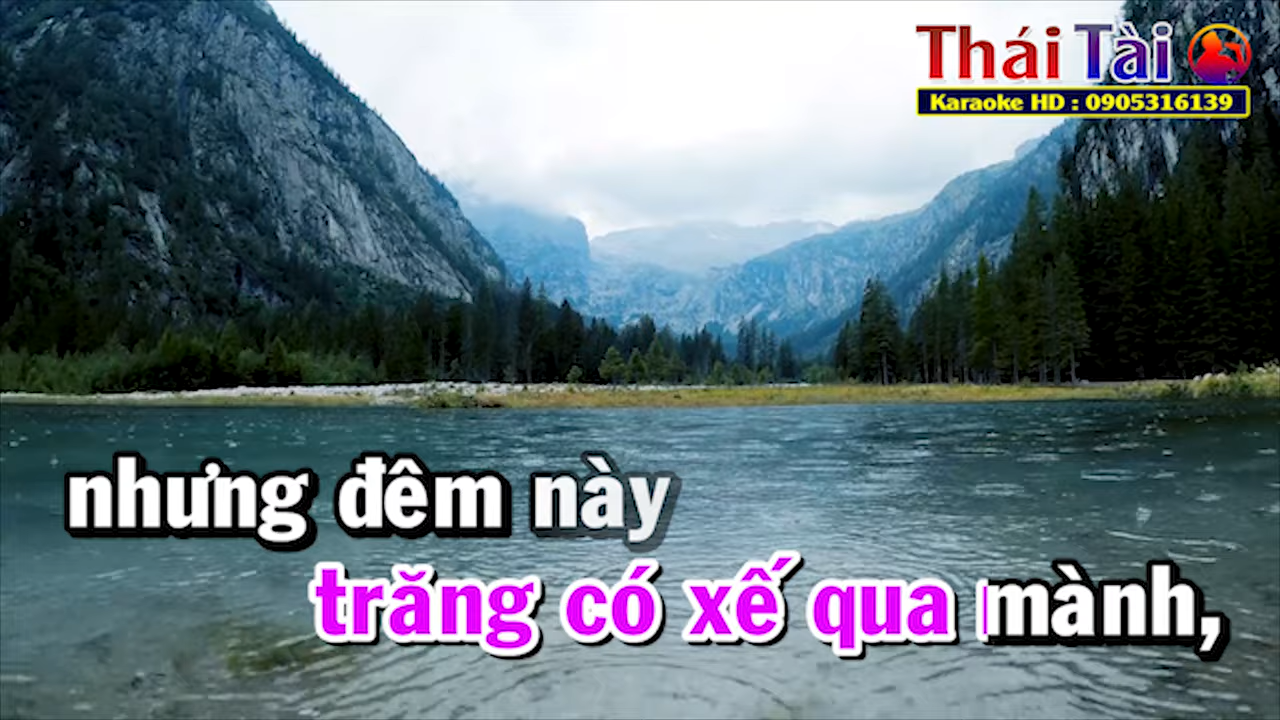 Thái Tài
Karaoke HD : 0905316139
nhưng đêm này
trăng có xế qua mành,